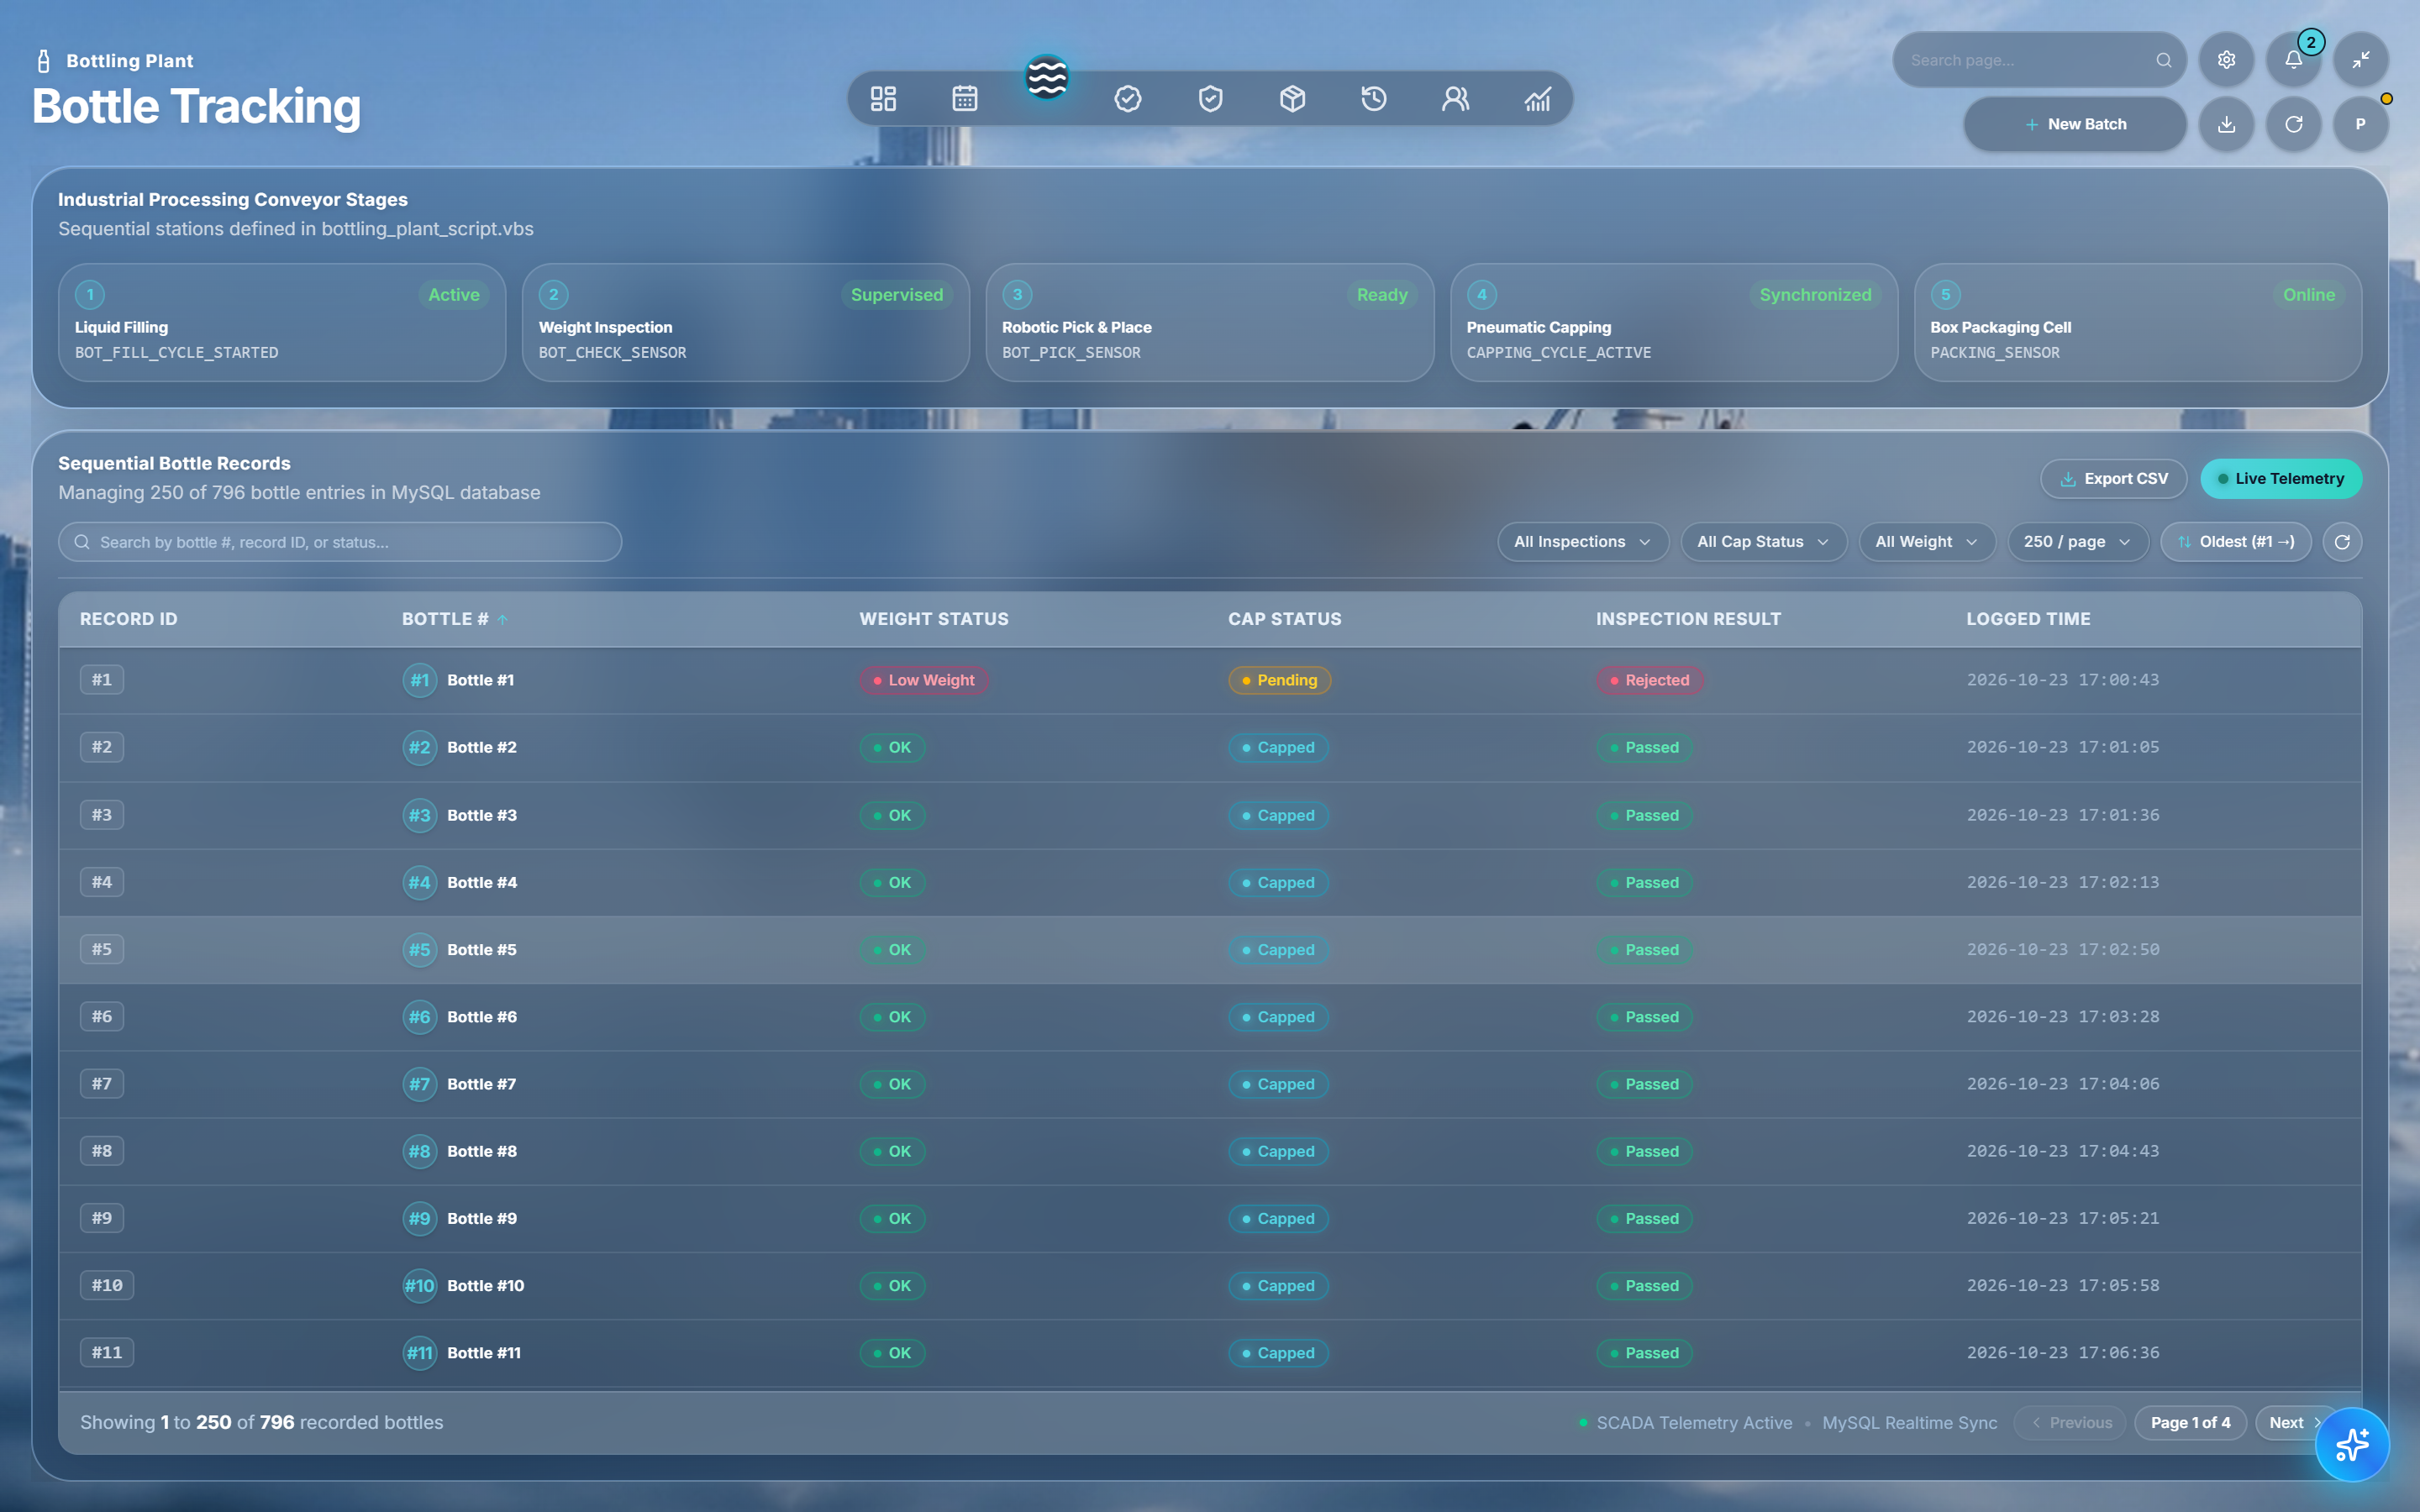 Bottling Plant
Bottle Tracking
Search page...
2
New Batch
P
Industrial Processing Conveyor Stages
Sequential stations defined in bottling_plant_script.vbs
1 Active
Liquid Filling
BOT_FILL_CYCLE_STARTED
2 Supervised
Weight Inspection
BOT_CHECK_SENSOR
3 Ready
Robotic Pick & Place
BOT_PICK_SENSOR
4 Synchronized
Pneumatic Capping
CAPPING_CYCLE_ACTIVE
5 Online
Box Packaging Cell
PACKING_SENSOR
Sequential Bottle Records
Managing 250 of 796 bottle entries in MySQL database
Export CSV Live Telemetry
Search by bottle #, record ID, or status...
All Inspections All Cap Status All Weight 250 / page Oldest (#1 →)
RECORD ID BOTTLE # ↑ WEIGHT STATUS CAP STATUS INSPECTION RESULT LOGGED TIME
#1 #1 Bottle #1 Low Weight Pending Rejected 2026-10-23 17:00:43
#2 #2 Bottle #2 OK Capped Passed 2026-10-23 17:01:05
#3 #3 Bottle #3 OK Capped Passed 2026-10-23 17:01:36
#4 #4 Bottle #4 OK Capped Passed 2026-10-23 17:02:13
#5 #5 Bottle #5 OK Capped Passed 2026-10-23 17:02:50
#6 #6 Bottle #6 OK Capped Passed 2026-10-23 17:03:28
#7 #7 Bottle #7 OK Capped Passed 2026-10-23 17:04:06
#8 #8 Bottle #8 OK Capped Passed 2026-10-23 17:04:43
#9 #9 Bottle #9 OK Capped Passed 2026-10-23 17:05:21
#10 #10 Bottle #10 OK Capped Passed 2026-10-23 17:05:58
#11 #11 Bottle #11 OK Capped Passed 2026-10-23 17:06:36
Showing 1 to 250 of 796 recorded bottles
SCADA Telemetry Active • MySQL Realtime Sync Previous Page 1 of 4 Next